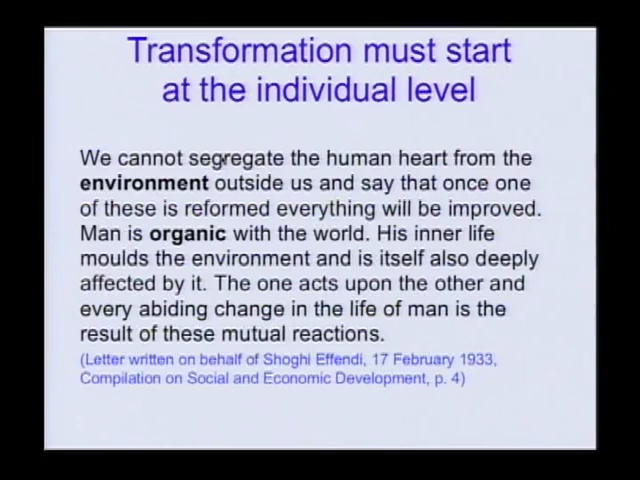 Transformation must start
at the individual level
We cannot segregate the human heart from the
environment outside us and say that once one
of these is reformed everything will be improved.
Man is organic with the world. His inner life
moulds the environment and is itself also deeply
affected by it. The one acts upon the other and
every abiding change in the life of man is the
result of these mutual reactions.
(Letter written on behalf of Shoghi Effendi, 17 February 1933,
Compilation on Social and Economic Development, p. 4)